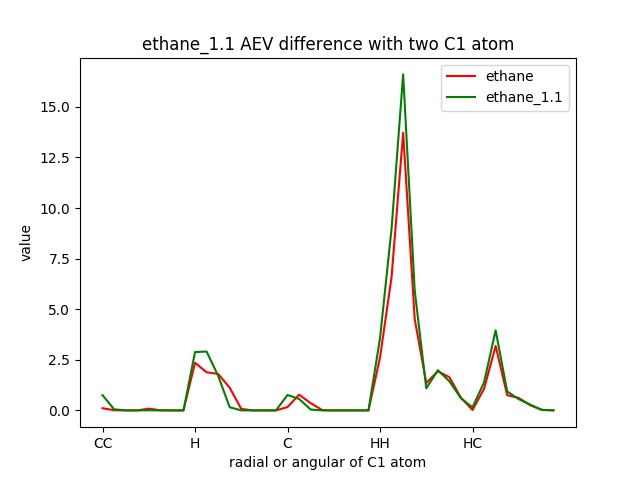 ethane_1.1 AEV difference with two C1 atom
ethane
ethane_1.1
15.0
12.5
10.0
7.5
5.0
2.5
0.0
value
CC H C HH HC
radial or angular of C1 atom